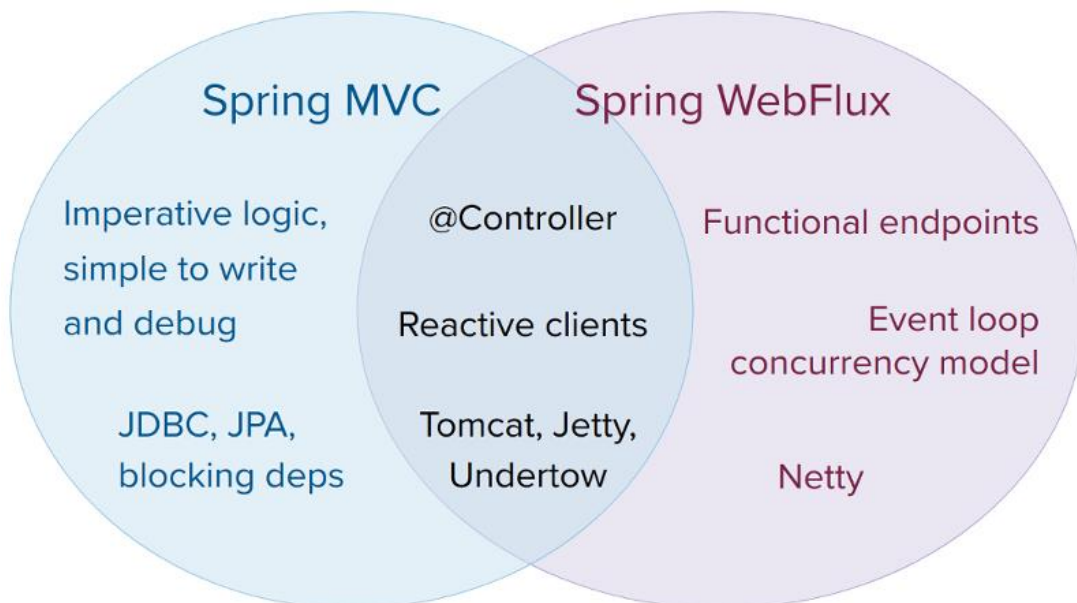 Spring MVC
Spring WebFlux
Imperative logic,
simple to write
and debug
JDBC, JPA,
blocking deps
@Controller
Reactive clients
Tomcat, Jetty,
Undertow
Functional endpoints
Event loop
concurrency model
Netty